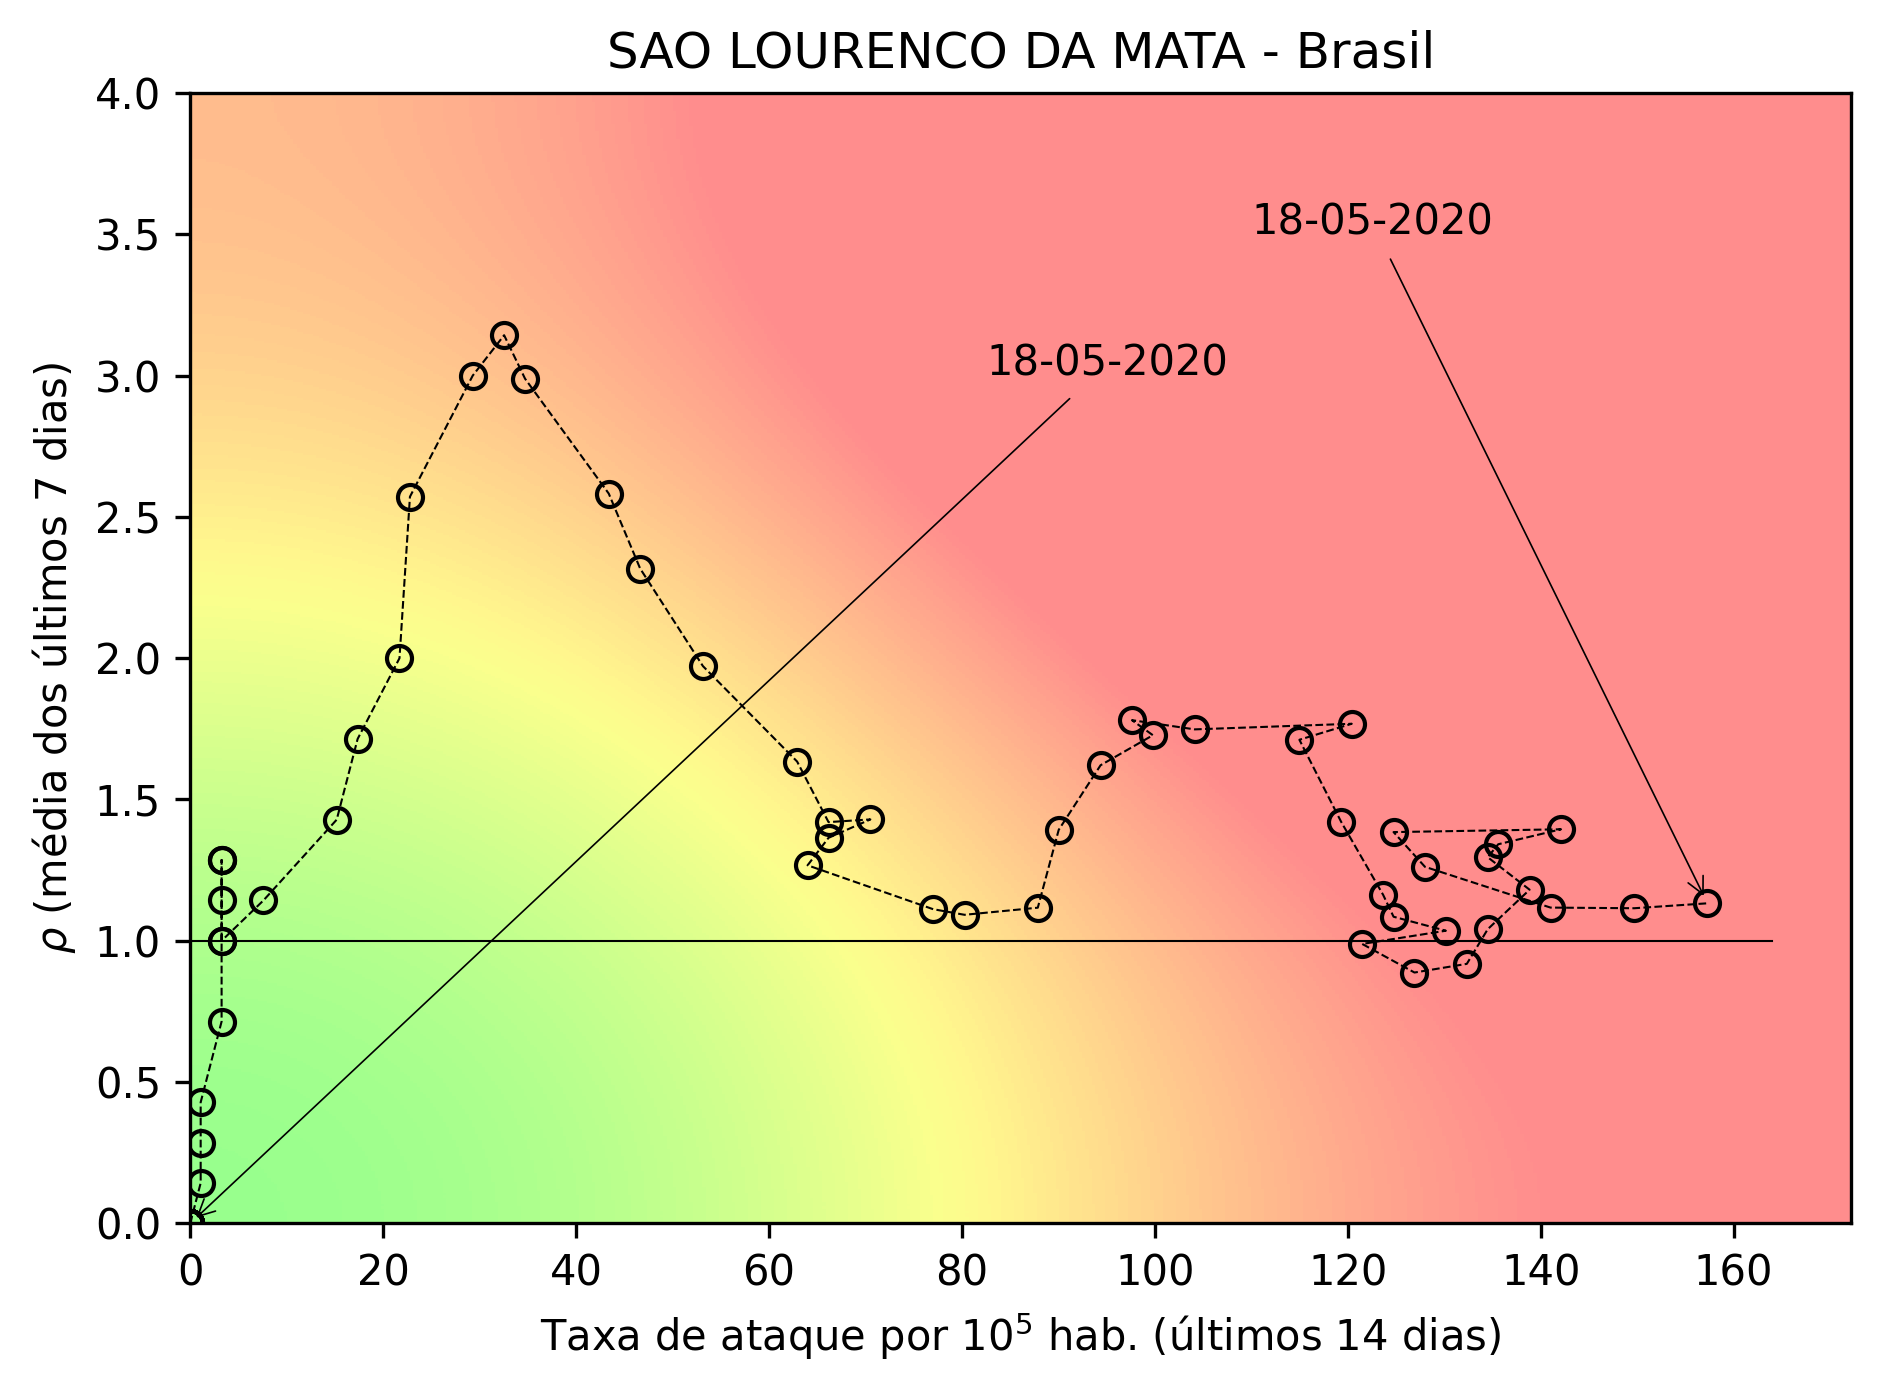 SAO LOURENCO DA MATA - Brasil
4.0
3.5
3.0
2.5
2.0
1.5
1.0
0.5
0.0
ρ (média dos últimos 7 dias)
18-05-2020
18-05-2020
0 20 40 60 80 100 120 140 160
Taxa de ataque por 10⁵ hab. (últimos 14 dias)